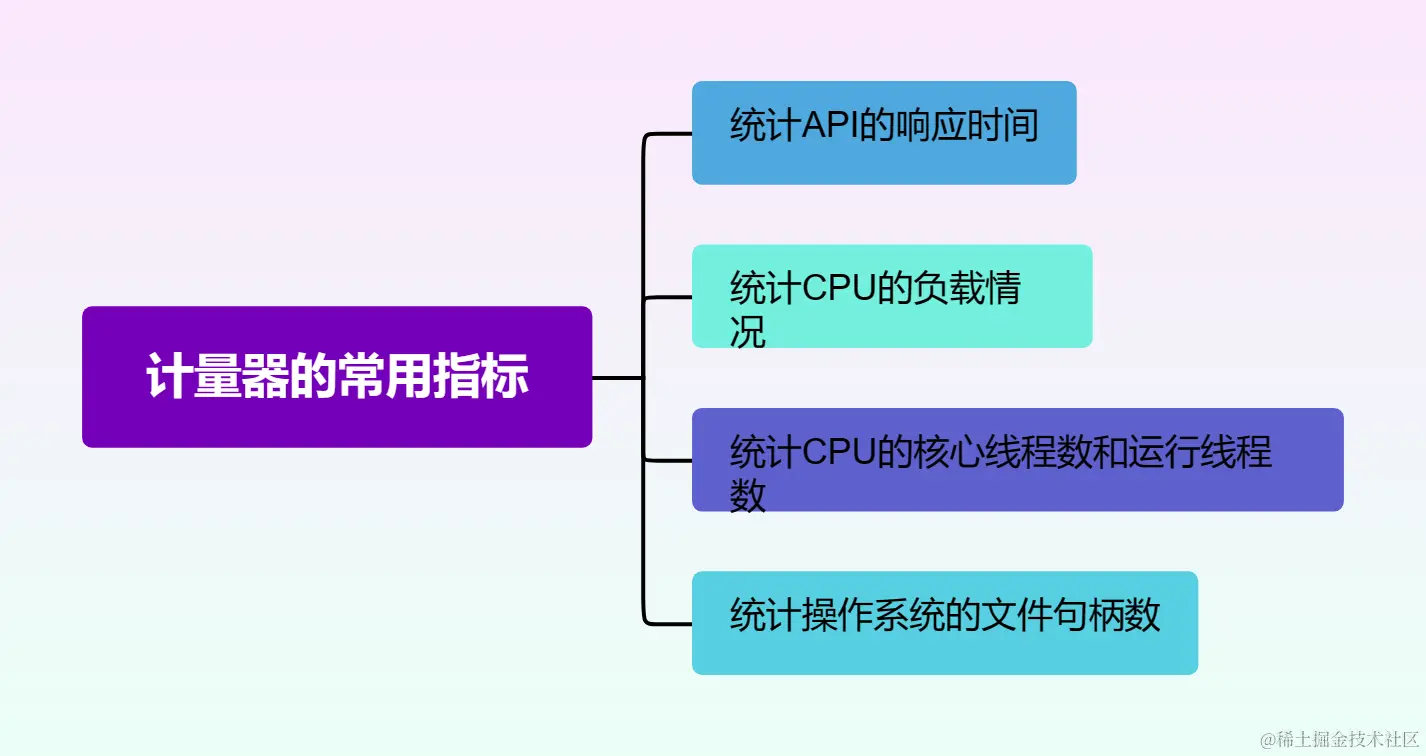 统计API的响应时间
统计CPU的负载情
况
计量器的常用指标
统计CPU的核心线程数和运行线程
数
统计操作系统的文件句柄数
@稀土掘金技术社区